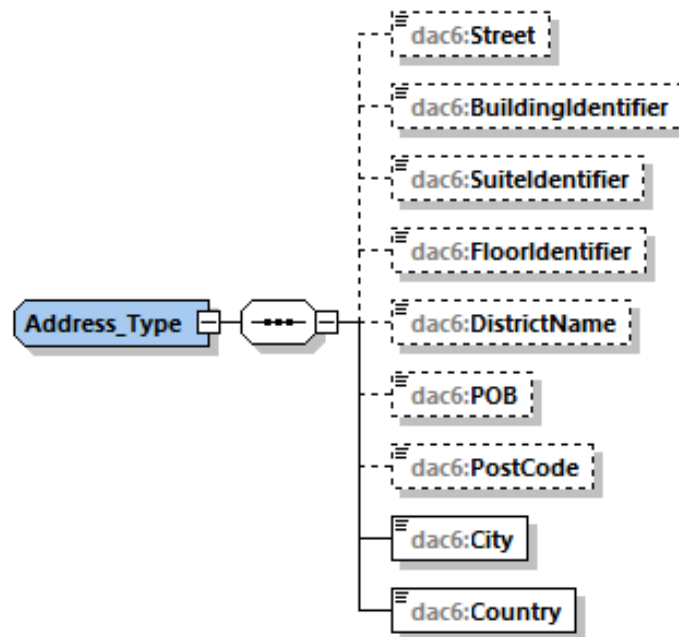 dac6:Street
dac6:BuildingIdentifier
dac6:SuiteIdentifier
dac6:FloorIdentifier
Address_Type
dac6:DistrictName
dac6:POB
dac6:PostCode
dac6:City
dac6:Country